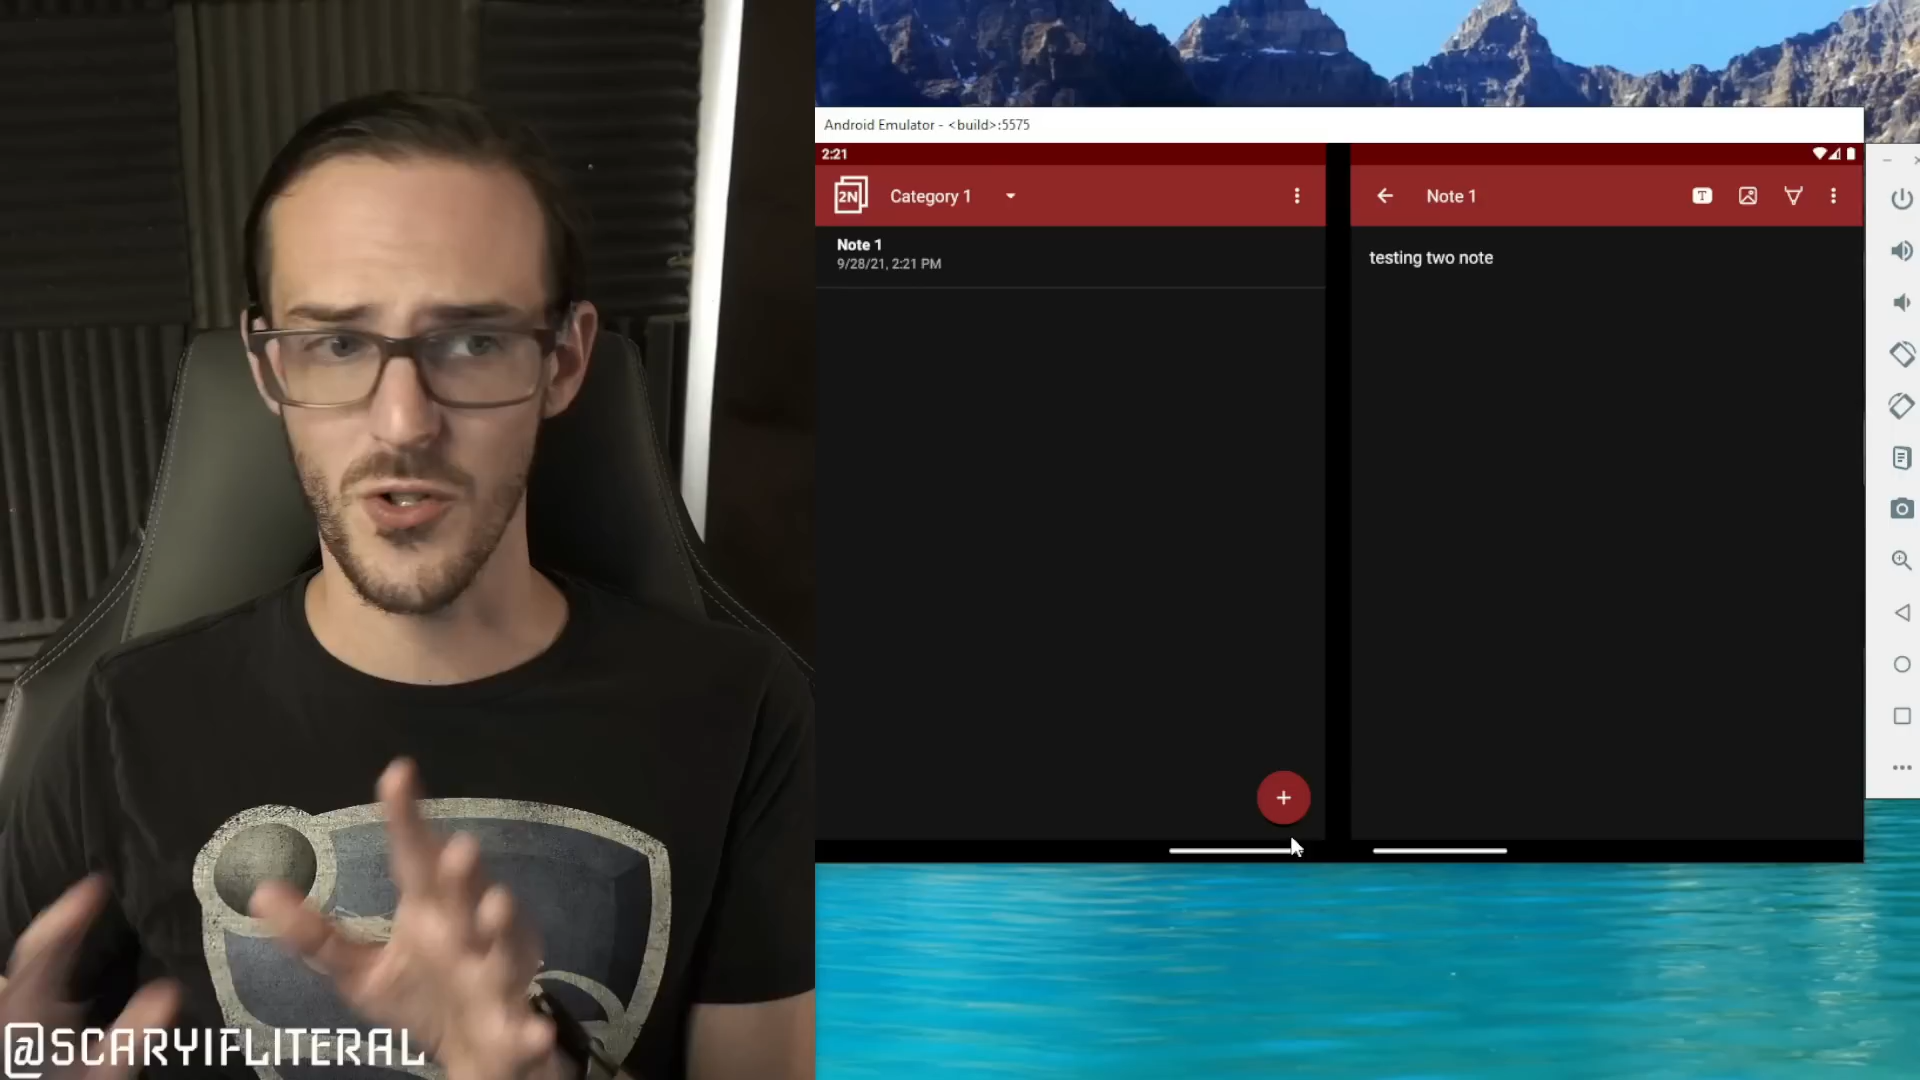 Android Emulator - <build>:5575
2:21
2N
Category 1
Note 1
T
Note 1
9/28/21, 2:21 PM
testing two note
@SCARYIFLITERAL